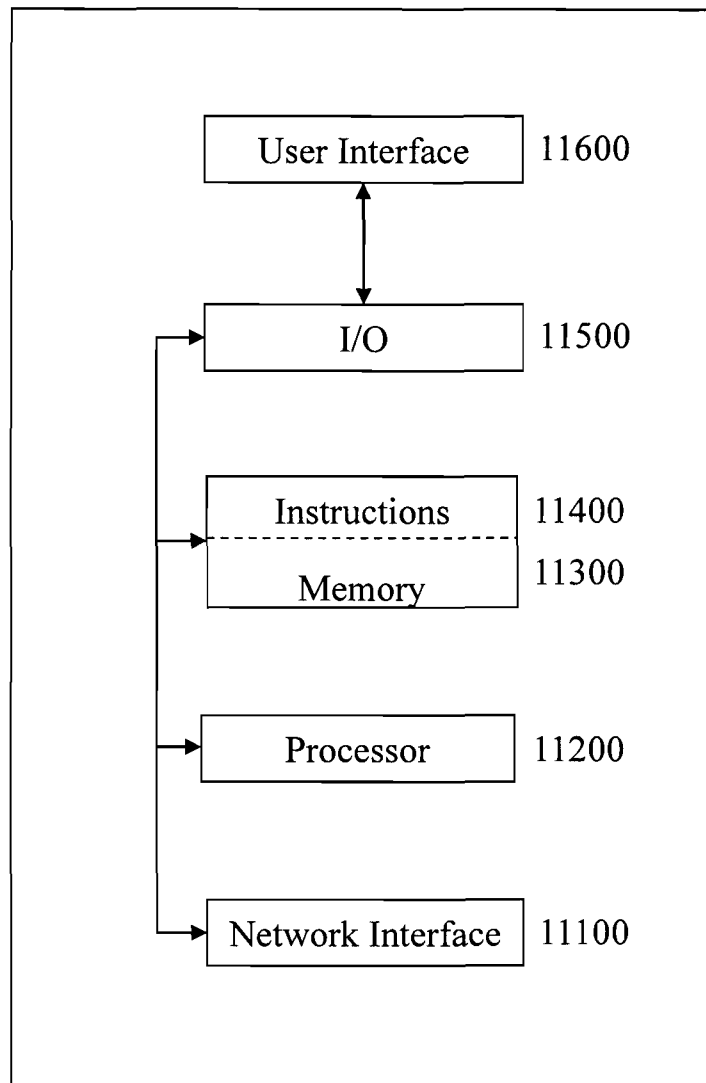 User Interface 11600
I/O 11500
Instructions 11400
Memory 11300
Processor 11200
Network Interface 11100